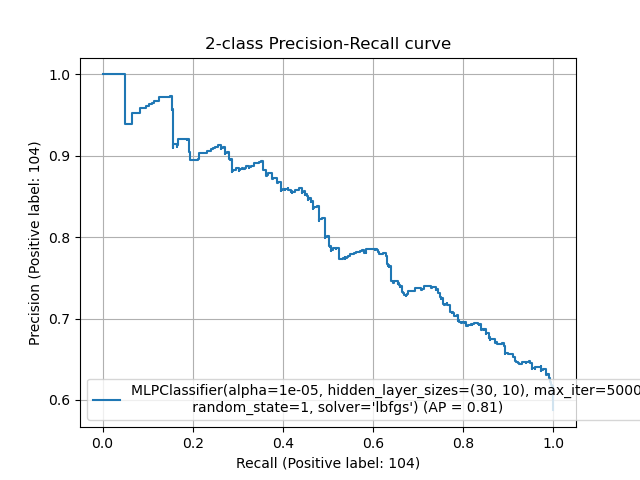 2-class Precision-Recall curve
1.0
0.9
0.8
0.7
0.6
Precision (Positive label: 104)
MLPClassifier(alpha=1e-05, hidden_layer_sizes=(30, 10), max_iter=5000
random_state=1, solver='lbfgs') (AP = 0.81)
0.0 0.2 0.4 0.6 0.8 1.0
Recall (Positive label: 104)